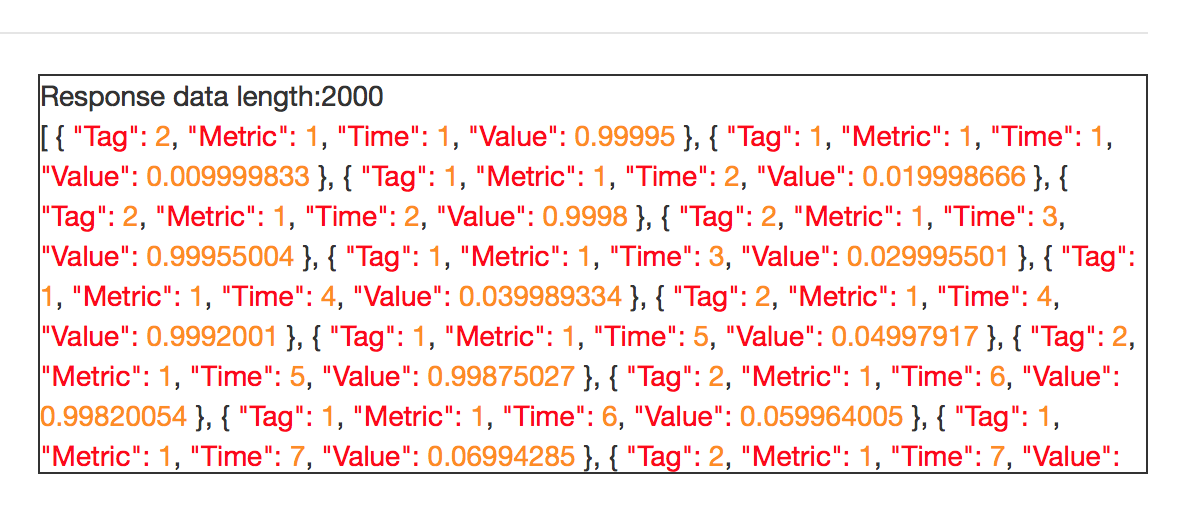 Response data length:2000
[ { "Tag": 2, "Metric": 1, "Time": 1, "Value": 0.99995 }, { "Tag": 1, "Metric": 1, "Time": 1,
"Value": 0.009999833 }, { "Tag": 1, "Metric": 1, "Time": 2, "Value": 0.019998666 }, {
"Tag": 2, "Metric": 1, "Time": 2, "Value": 0.9998 }, { "Tag": 2, "Metric": 1, "Time": 3,
"Value": 0.99955004 }, { "Tag": 1, "Metric": 1, "Time": 3, "Value": 0.029995501 }, { "Tag":
1, "Metric": 1, "Time": 4, "Value": 0.039989334 }, { "Tag": 2, "Metric": 1, "Time": 4,
"Value": 0.9992001 }, { "Tag": 1, "Metric": 1, "Time": 5, "Value": 0.04997917 }, { "Tag": 2,
"Metric": 1, "Time": 5, "Value": 0.99875027 }, { "Tag": 2, "Metric": 1, "Time": 6, "Value":
0.99820054 }, { "Tag": 1, "Metric": 1, "Time": 6, "Value": 0.059964005 }, { "Tag": 1,
"Metric": 1, "Time": 7, "Value": 0.06994285 }, { "Tag": 2, "Metric": 1, "Time": 7, "Value":